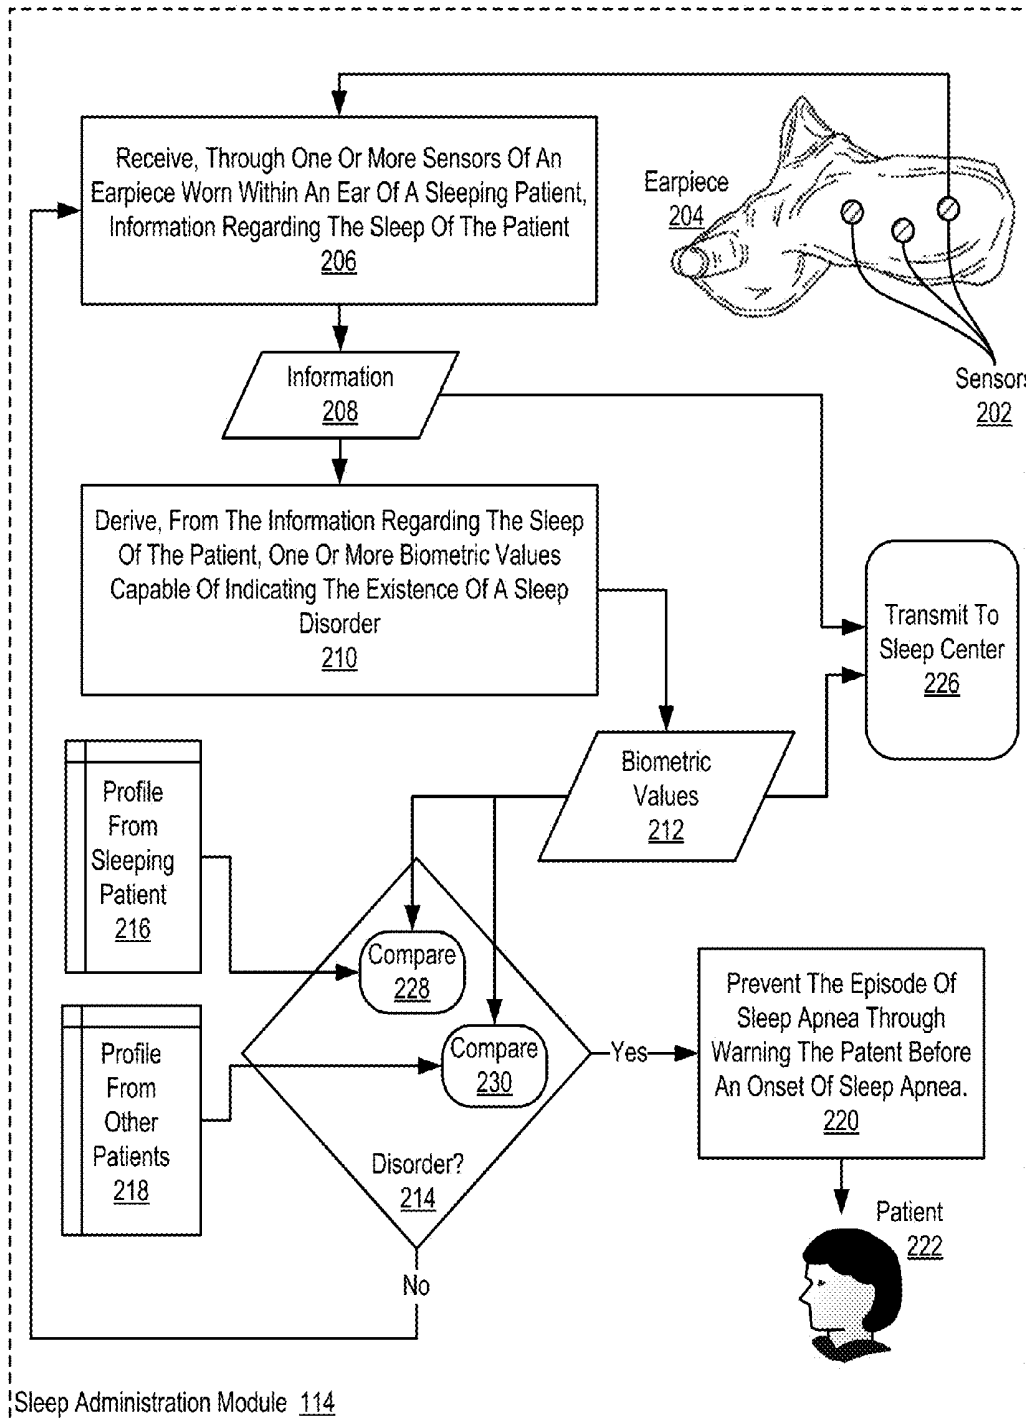 Receive, Through One Or More Sensors Of An
Earpiece Worn Within An Ear Of A Sleeping Patient,
Information Regarding The Sleep Of The Patient
206
Earpiece
204
Sensors
202
Information
208
Derive, From The Information Regarding The Sleep
Of The Patient, One Or More Biometric Values
Capable Of Indicating The Existence Of A Sleep
Disorder
210
Transmit To
Sleep Center
226
Biometric
Values
212
Profile
From
Sleeping
Patient
216
Compare
228
Profile
From
Other
Patients
218
Compare
230
Disorder?
214
Yes
No
Prevent The Episode Of
Sleep Apnea Through
Warning The Patent Before
An Onset Of Sleep Apnea.
220
Patient
222
Sleep Administration Module 114